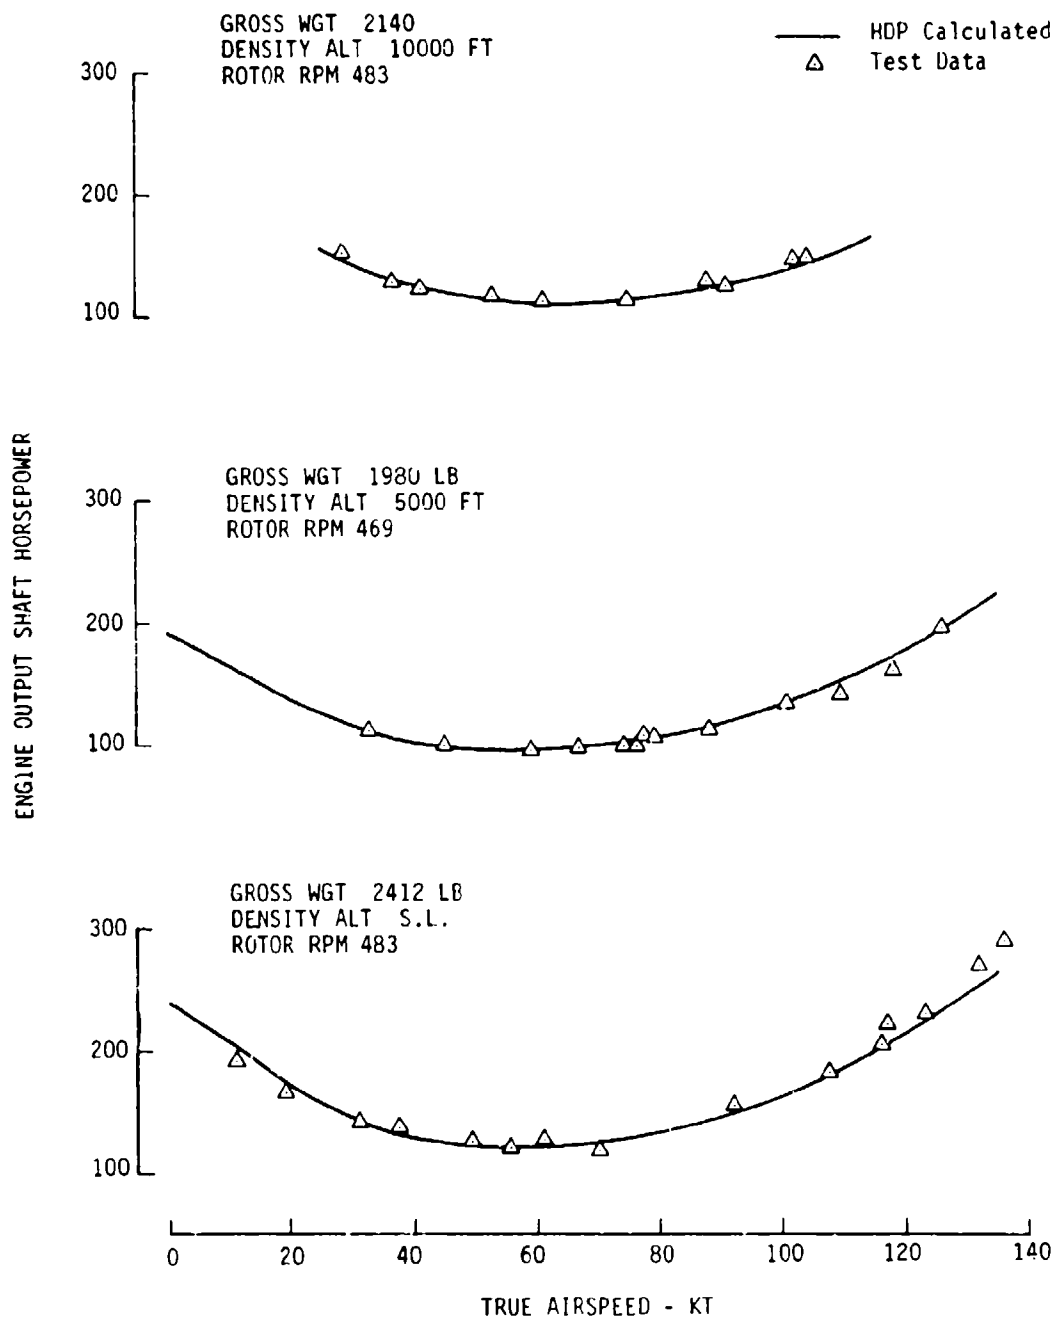 GROSS WGT 2140
DENSITY ALT 10000 FT
ROTOR RPM 483
HDP Calculated
Test Data
300
200
100
GROSS WGT 1980 LB
DENSITY ALT 5000 FT
ROTOR RPM 469
300
200
100
ENGINE OUTPUT SHAFT HORSEPOWER
GROSS WGT 2412 LB
DENSITY ALT S.L.
ROTOR RPM 483
300
200
100
0 20 40 60 80 100 120 140
TRUE AIRSPEED - KT